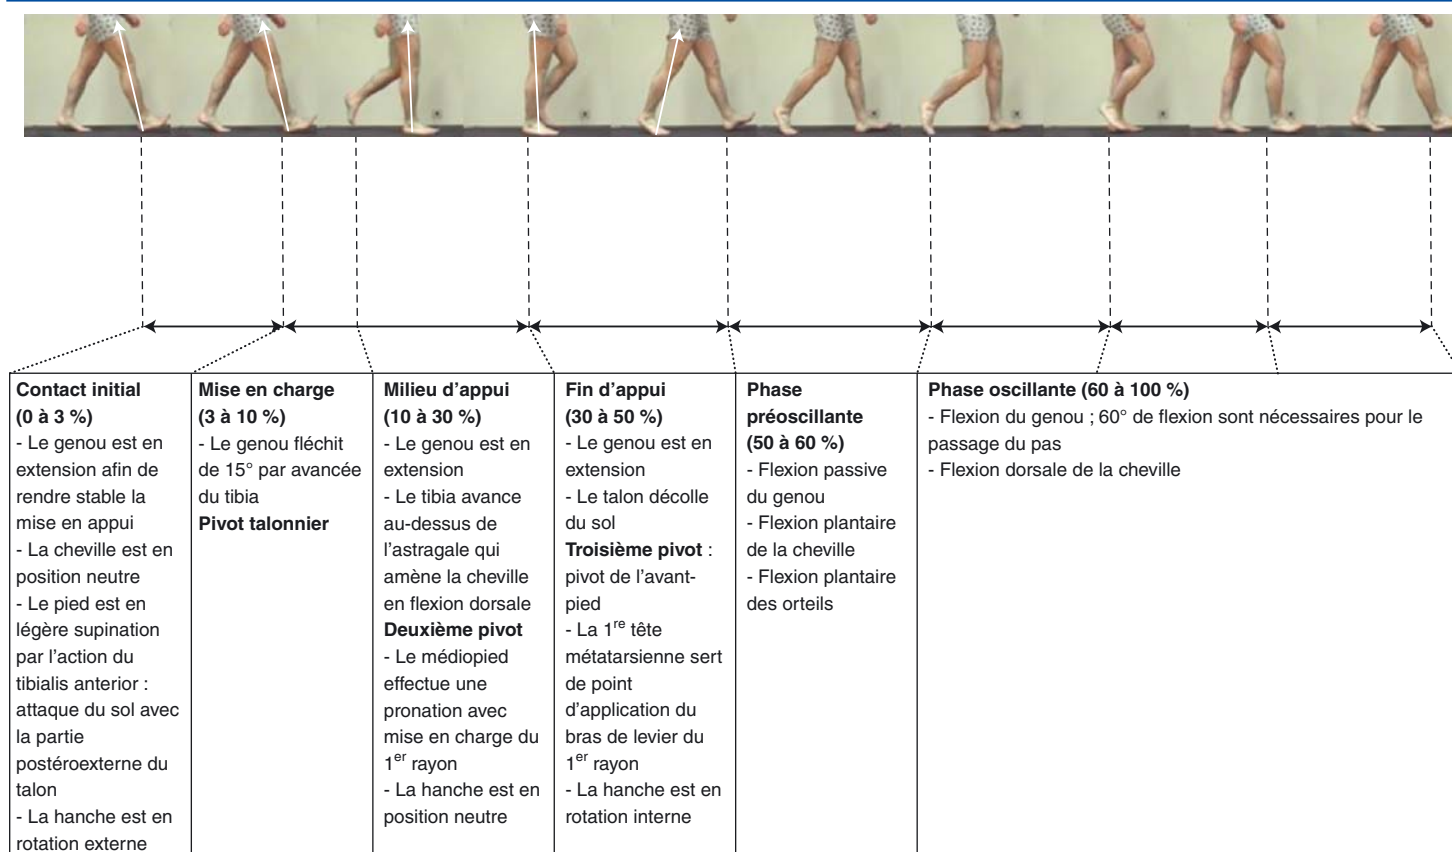 Contact initial
(0 à 3 %)
- Le genou est en
extension afin de
rendre stable la
mise en appui
- La cheville est en
position neutre
- Le pied est en
légère supination
par l'action du
tibialis anterior :
attaque du sol avec
la partie
postéroexterne du
talon
- La hanche est en
rotation externe
Mise en charge
(3 à 10 %)
- Le genou fléchit
de 15° par avancée
du tibia
Pivot talonnier
Milieu d'appui
(10 à 30 %)
- Le genou est en
extension
- Le tibia avance
au-dessus de
l'astragale qui
amène la cheville
en flexion dorsale
Deuxième pivot
- Le médiopied
effectue une
pronation avec
mise en charge du
1er rayon
- La hanche est en
position neutre
Fin d'appui
(30 à 50 %)
- Le genou est en
extension
- Le talon décolle
du sol
Troisième pivot :
pivot de l'avant-
pied
- La 1re tête
métatarsienne sert
de point
d'application du
bras de levier du
1er rayon
- La hanche est en
rotation interne
Phase
préoscillante
(50 à 60 %)
- Flexion passive
du genou
- Flexion plantaire
de la cheville
- Flexion plantaire
des orteils
Phase oscillante (60 à 100 %)
- Flexion du genou ; 60° de flexion sont nécessaires pour le
passage du pas
- Flexion dorsale de la cheville